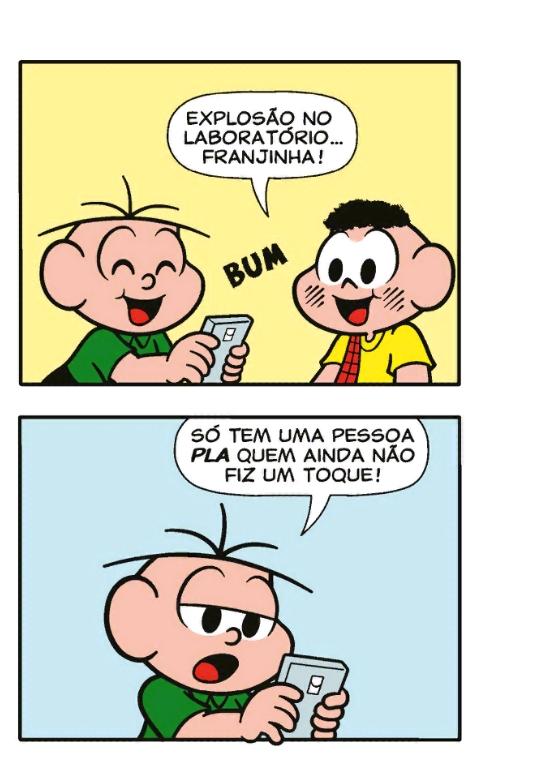 EXPLOSÃO NO
LABORATÓRIO...
FRANJINHA!
BUM
SÓ TEM UMA PESSOA
PLA QUEM AINDA NÃO
FIZ UM TOQUE!